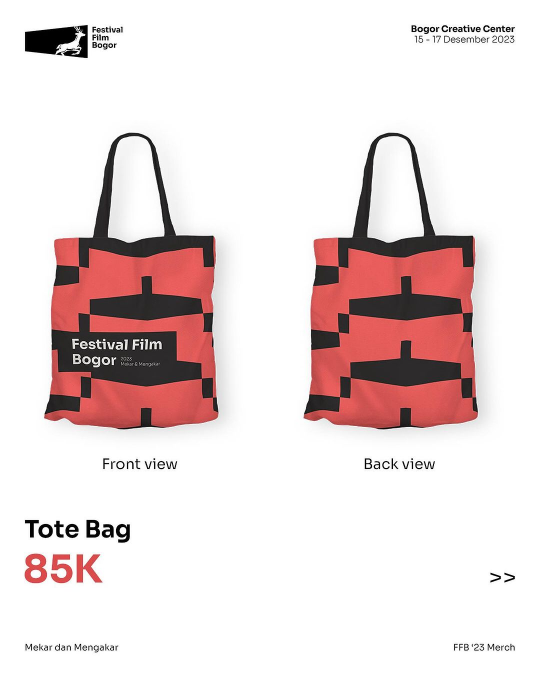 Festival
Film
Bogor
Bogor Creative Center
15 - 17 Desember 2023
Festival Film
Bogor 2023
Mekar & Mengakar
Front view
Back view
Tote Bag
85K
>>
Mekar dan Mengakar
FFB '23 Merch